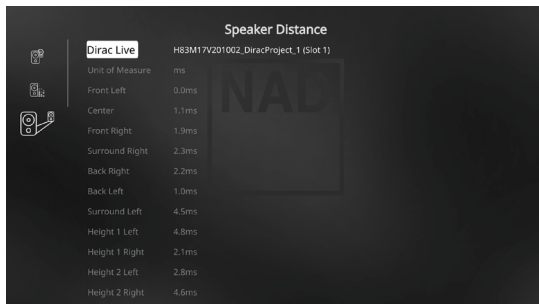 Speaker Distance
Dirac Live H83M17V201002_DiracProject_1 (Slot 1)
Unit of Measure ms
Front Left 0.0ms
Center 1.1ms
Front Right 1.9ms
Surround Right 2.3ms
Back Right 2.2ms
Back Left 1.0ms
Surround Left 4.5ms
Height 1 Left 4.8ms
Height 1 Right 2.1ms
Height 2 Left 2.8ms
Height 2 Right 4.6ms
NAD